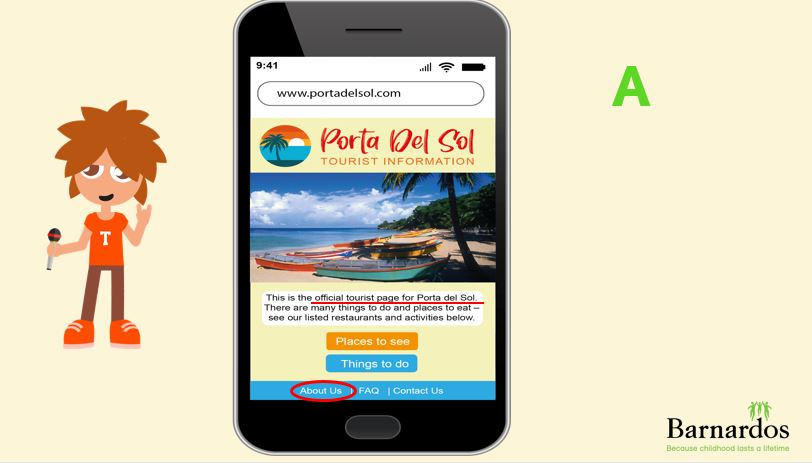 A
9:41
www.portadelsol.com
Porta Del Sol
TOURIST INFORMATION
This is the official tourist page for Porta del Sol.
There are many things to do and places to eat –
see our listed restaurants and activities below.
Places to see
Things to do
About Us | FAQ | Contact Us
T
Barnardos
Because childhood lasts a lifetime